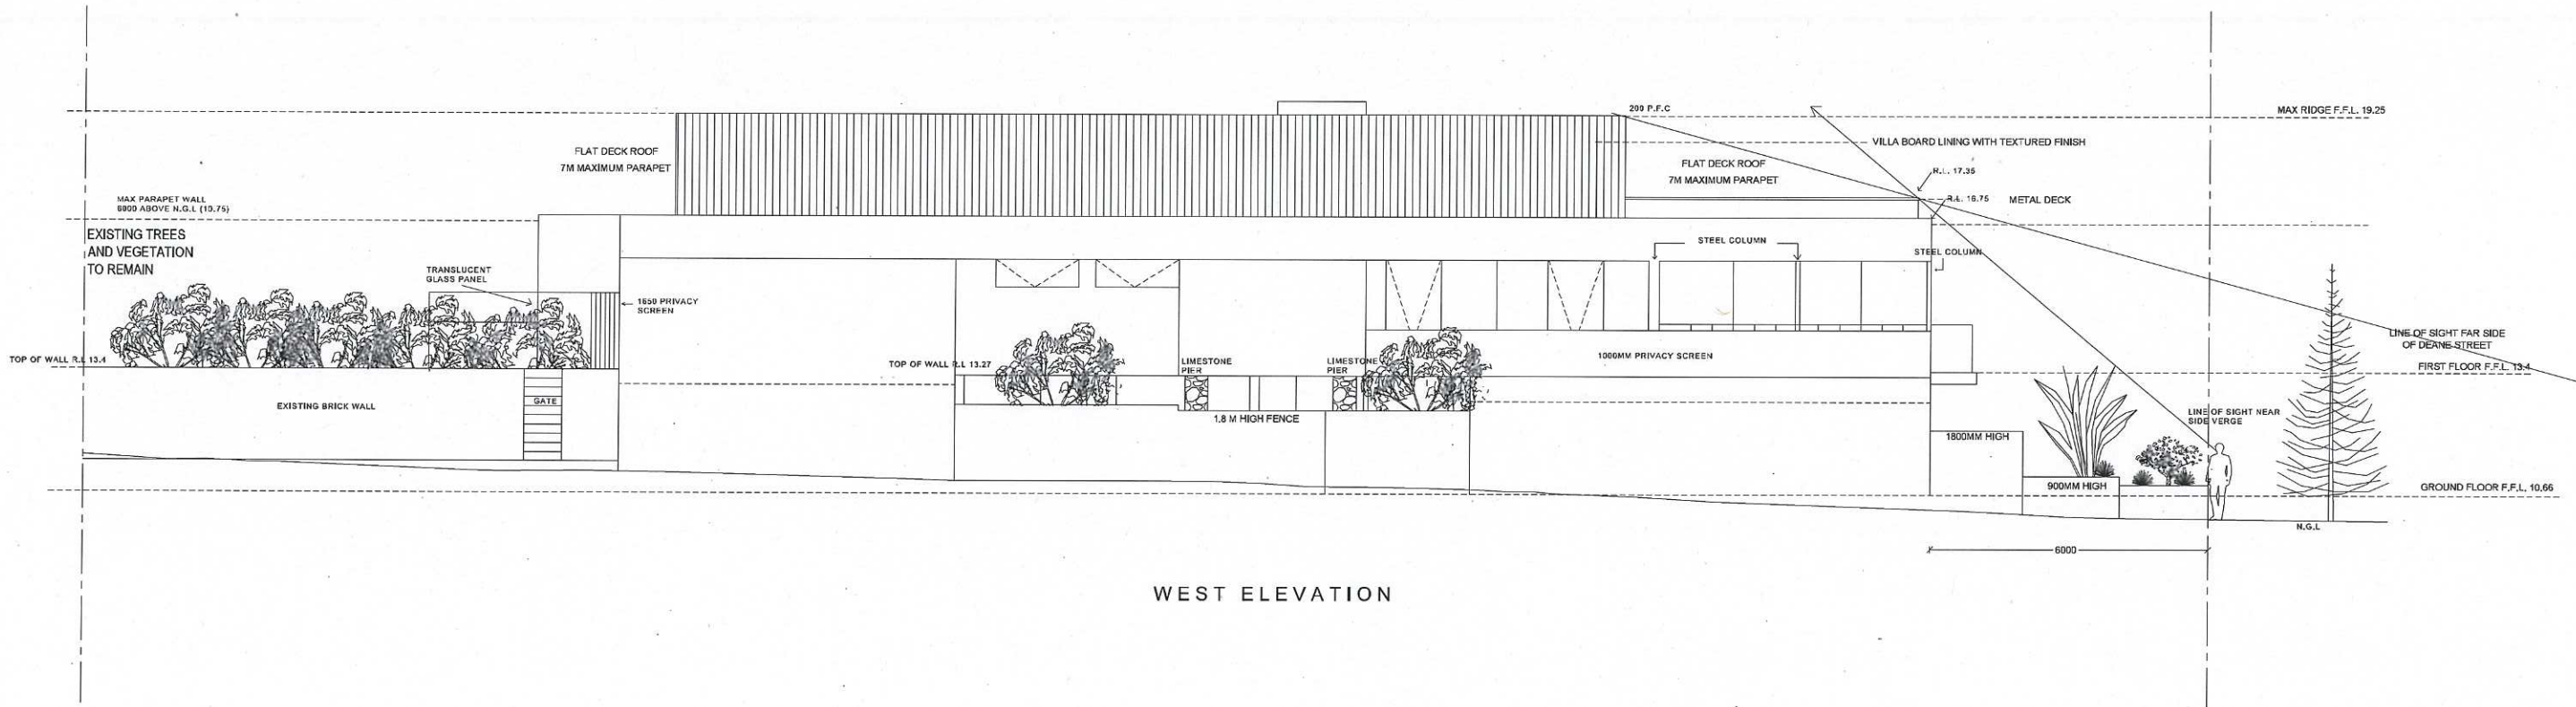 200 P.F.C
MAX RIDGE F.F.L. 19.25
VILLA BOARD LINING WITH TEXTURED FINISH
FLAT DECK ROOF
7M MAXIMUM PARAPET
FLAT DECK ROOF
7M MAXIMUM PARAPET
R.L. 17.35
R.L. 16.75
METAL DECK
MAX PARAPET WALL
6000 ABOVE N.G.L (10.75)
EXISTING TREES
AND VEGETATION
TO REMAIN
STEEL COLUMN
STEEL COLUMN
TRANSLUCENT
GLASS PANEL
1650 PRIVACY
SCREEN
LINE OF SIGHT FAR SIDE
OF DEANE STREET
TOP OF WALL R.L 13.4
TOP OF WALL R.L 13.27
LIMESTONE
PIER
LIMESTONE
PIER
1000MM PRIVACY SCREEN
FIRST FLOOR F.F.L. 13.4
EXISTING BRICK WALL
GATE
1.8 M HIGH FENCE
LINE OF SIGHT NEAR
SIDE VERGE
1800MM HIGH
900MM HIGH
GROUND FLOOR F.F.L. 10.66
N.G.L
6000
WEST ELEVATION